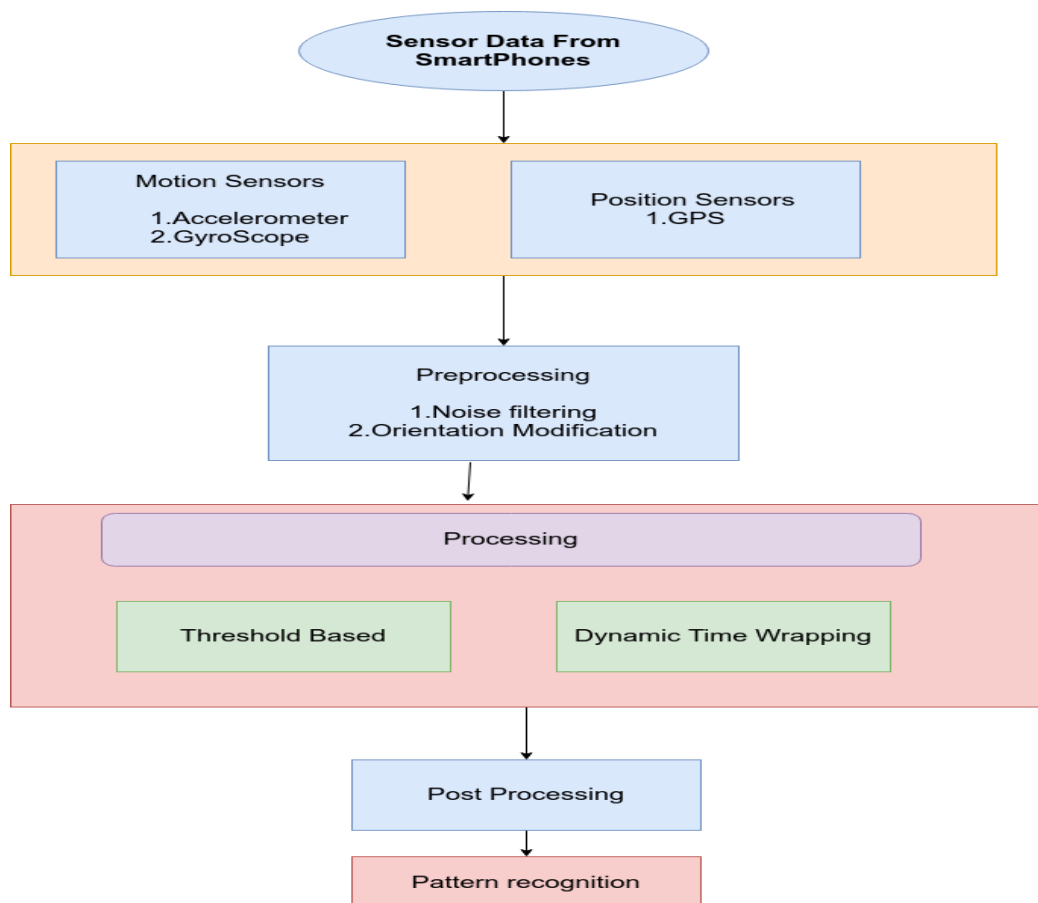 Sensor Data From
SmartPhones
Motion Sensors
1.Accelerometer
2.GyroScope
Position Sensors
1.GPS
Preprocessing
1.Noise filtering
2.Orientation Modification
Processing
Threshold Based
Dynamic Time Wrapping
Post Processing
Pattern recognition